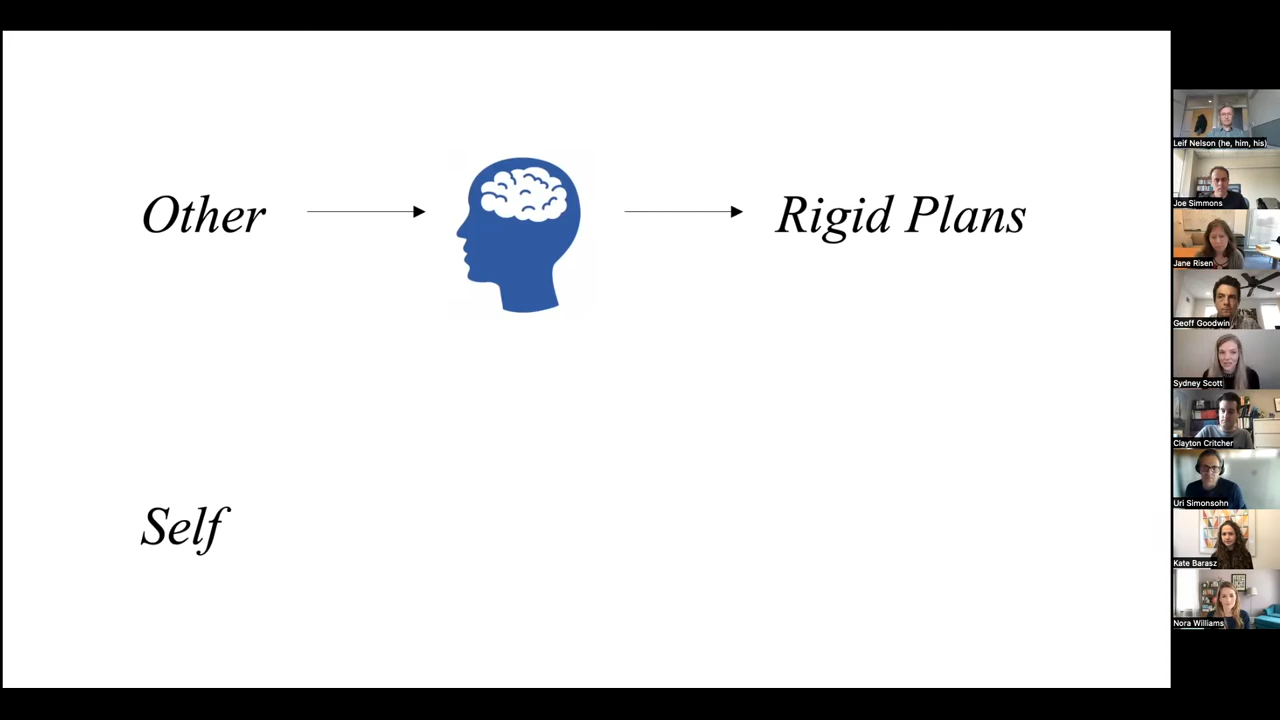 Other
Rigid Plans
Self
Leif Nelson (he, him, his)
Joe Simmons
Jane Risen
Geoff Goodwin
Sydney Scott
Clayton Critcher
Uri Simonsohn
Kate Barasz
Nora Williams